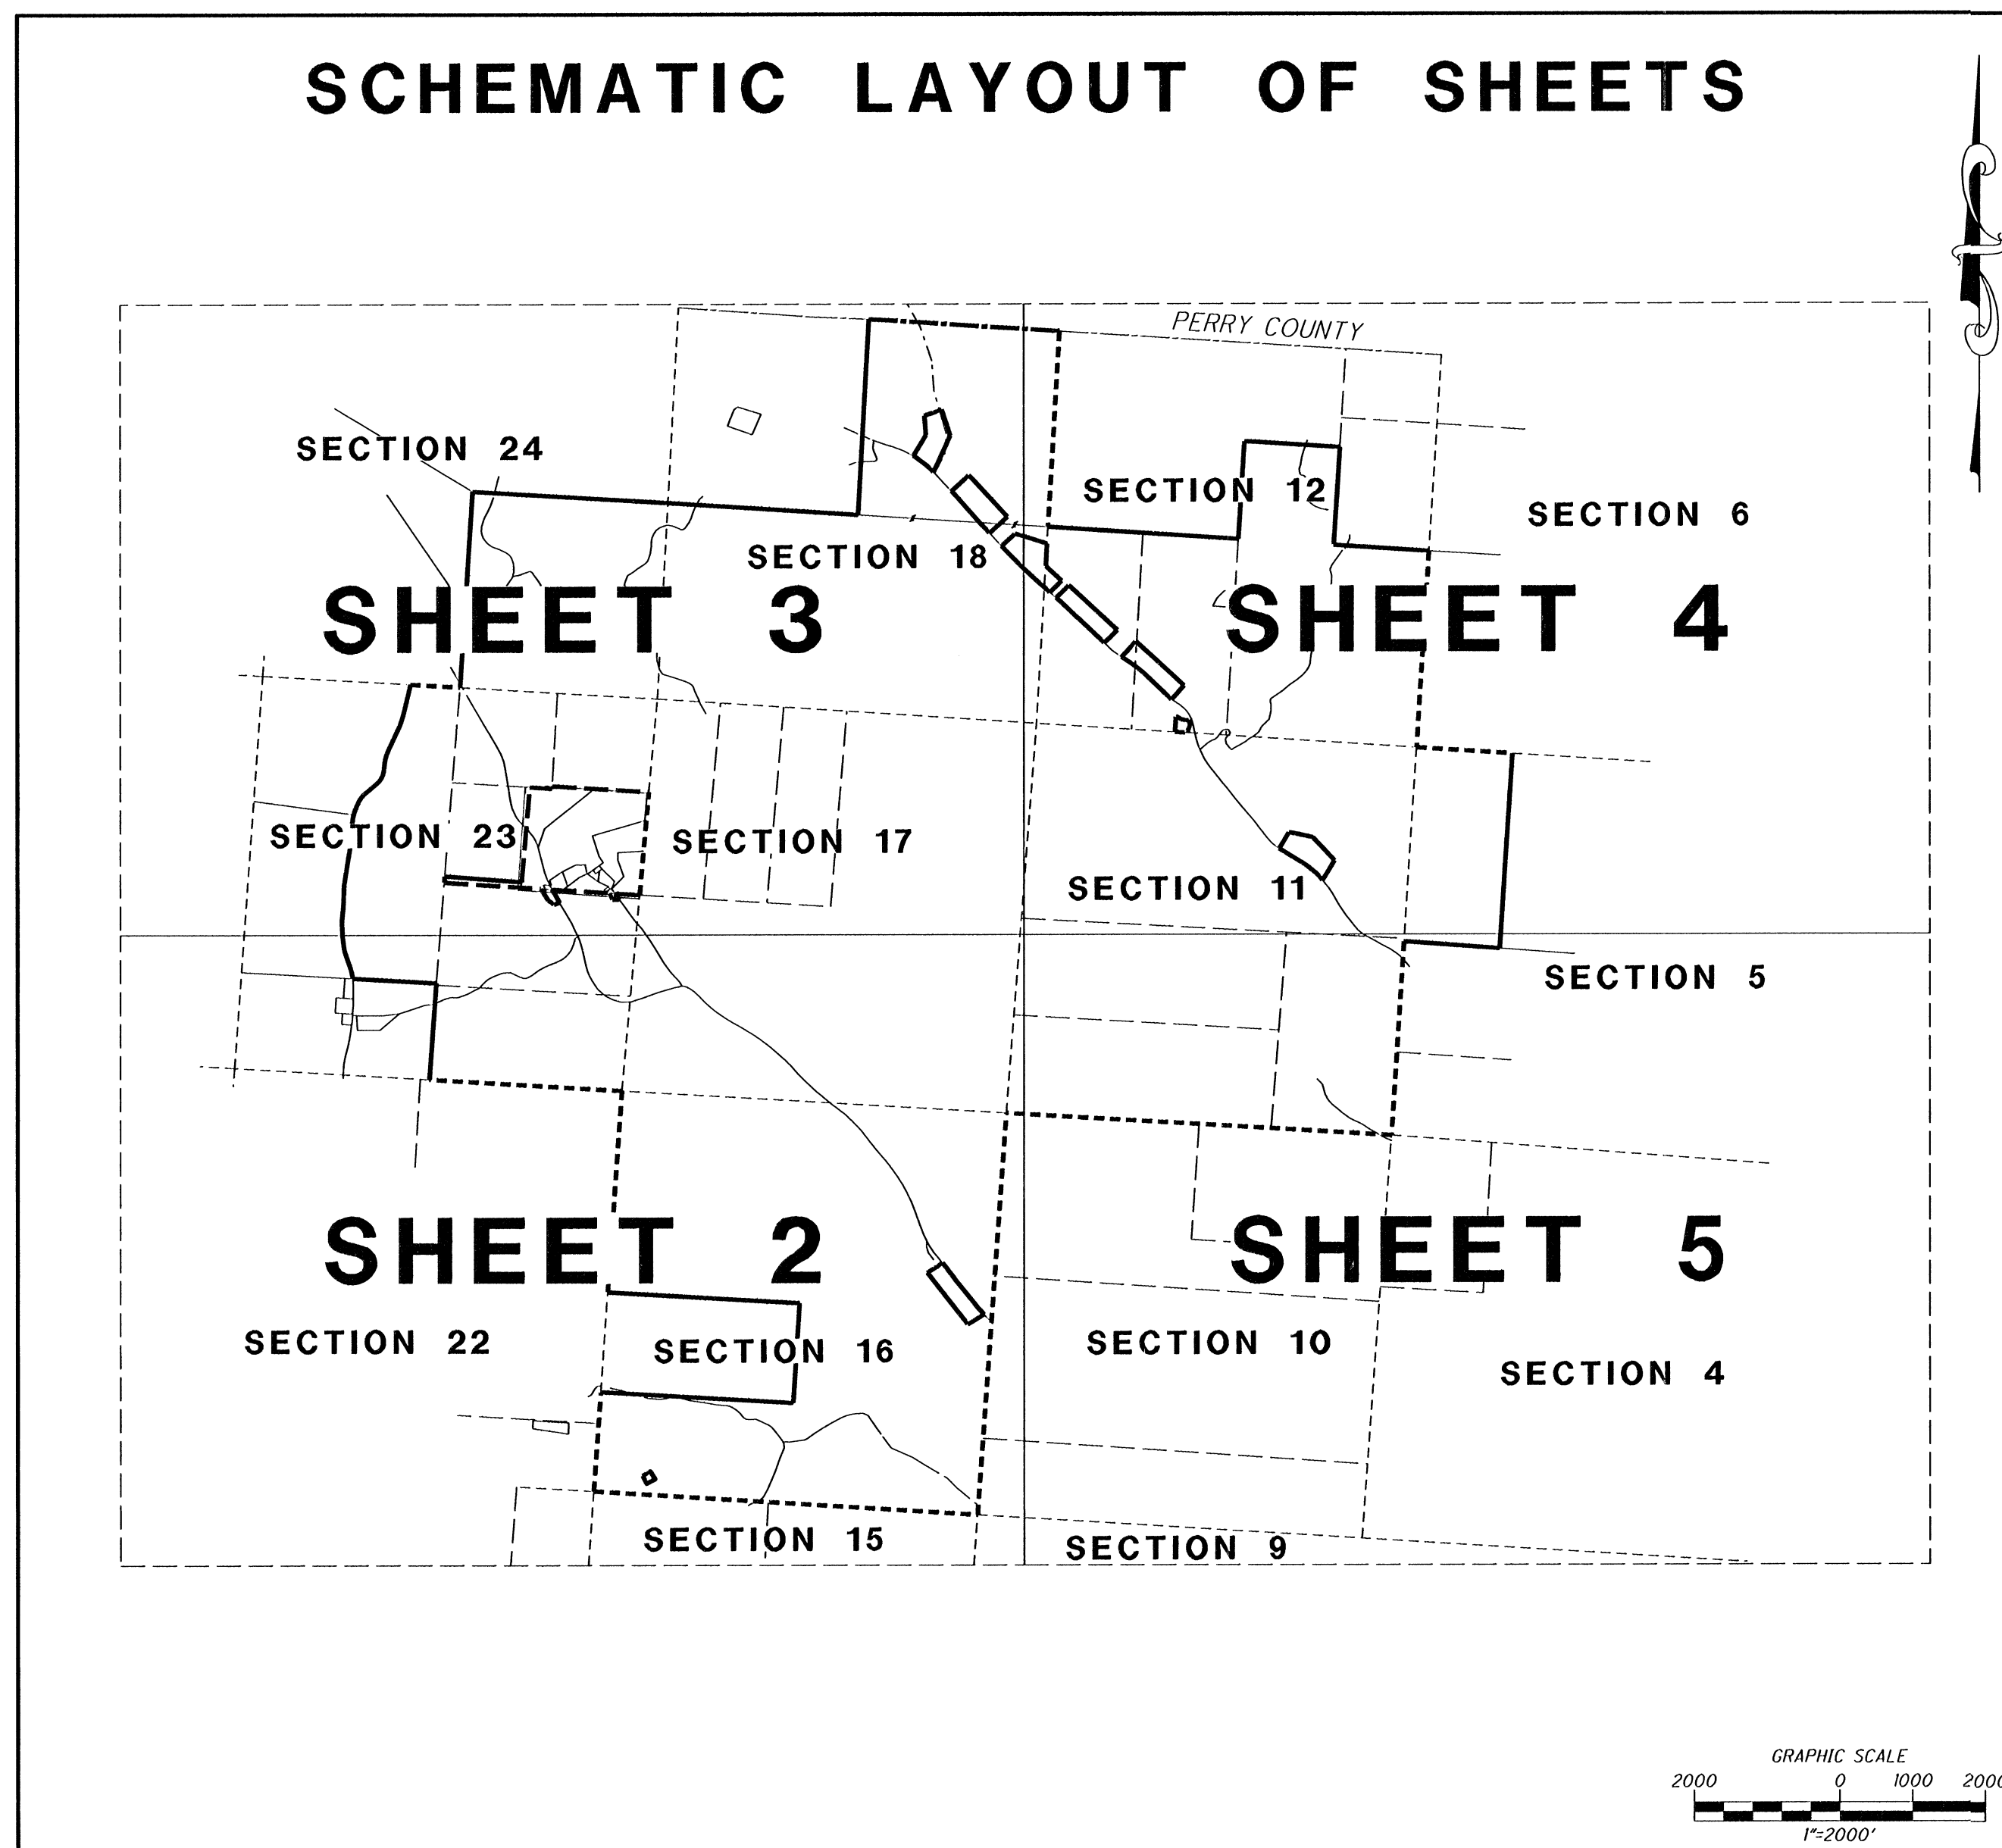 SCHEMATIC LAYOUT OF SHEETS
PERRY COUNTY
SECTION 24
SECTION 12
SECTION 6
SECTION 18
SHEET 3
SHEET 4
SECTION 23
SECTION 17
SECTION 11
SECTION 5
SHEET 2
SHEET 5
SECTION 22
SECTION 16
SECTION 10
SECTION 4
SECTION 15
SECTION 9
GRAPHIC SCALE
2000 0 1000 2000
1"=2000'